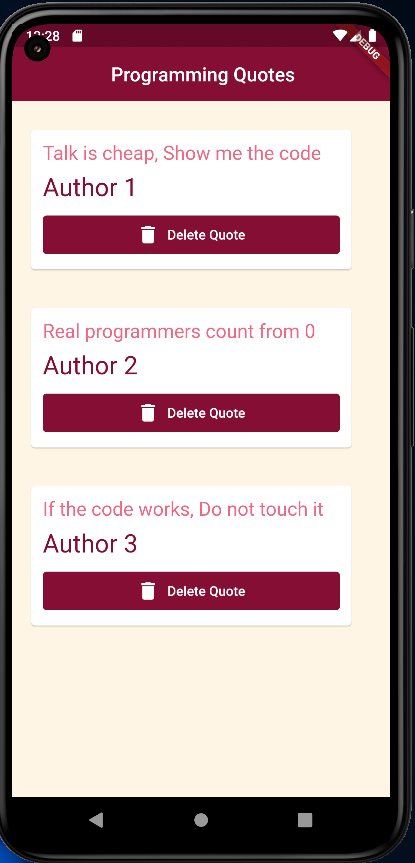 12:28
DEBUG
Programming Quotes
Talk is cheap, Show me the code
Author 1
Delete Quote
Real programmers count from 0
Author 2
Delete Quote
If the code works, Do not touch it
Author 3
Delete Quote